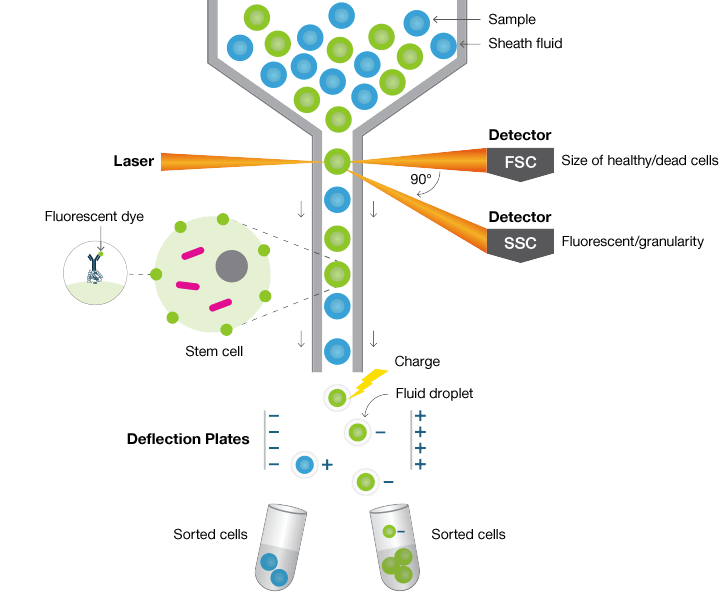 Sample
Sheath fluid
Detector
Laser
FSC
Size of healthy/dead cells
90°
Detector
Fluorescent dye
SSC
Fluorescent/granularity
Stem cell
Charge
Fluid droplet
Deflection Plates
− +
− − +
− +
− + − +
−
Sorted cells
−
Sorted cells